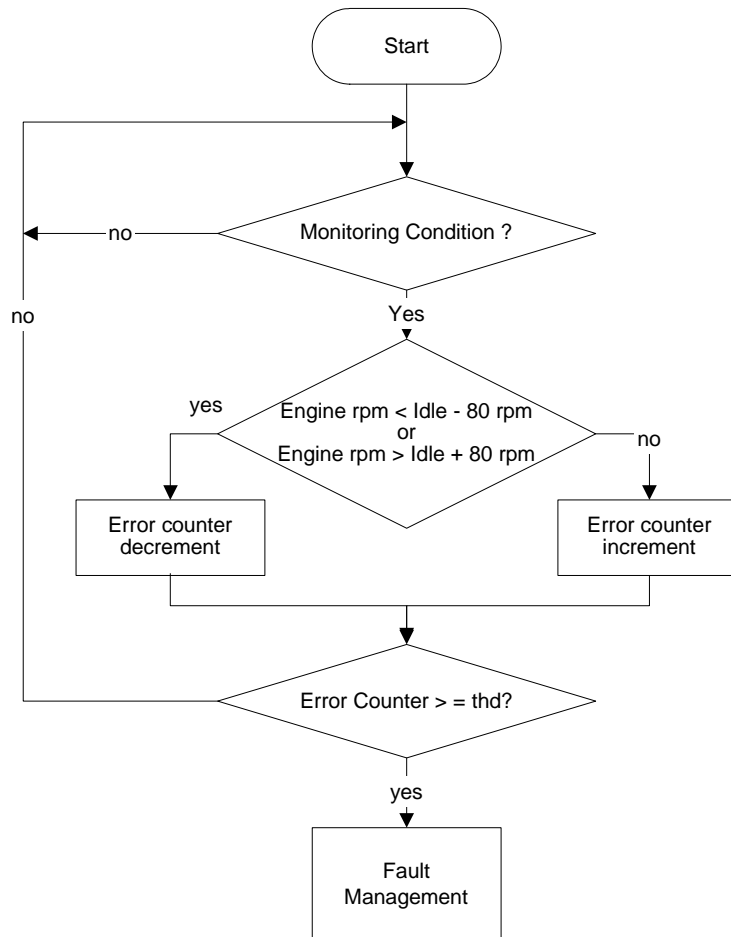 Start
Monitoring Condition ?
no
Yes
no
yes
Engine rpm < Idle - 80 rpm
or
Engine rpm > Idle + 80 rpm
no
Error counter
decrement
Error counter
increment
Error Counter > = thd?
yes
Fault
Management